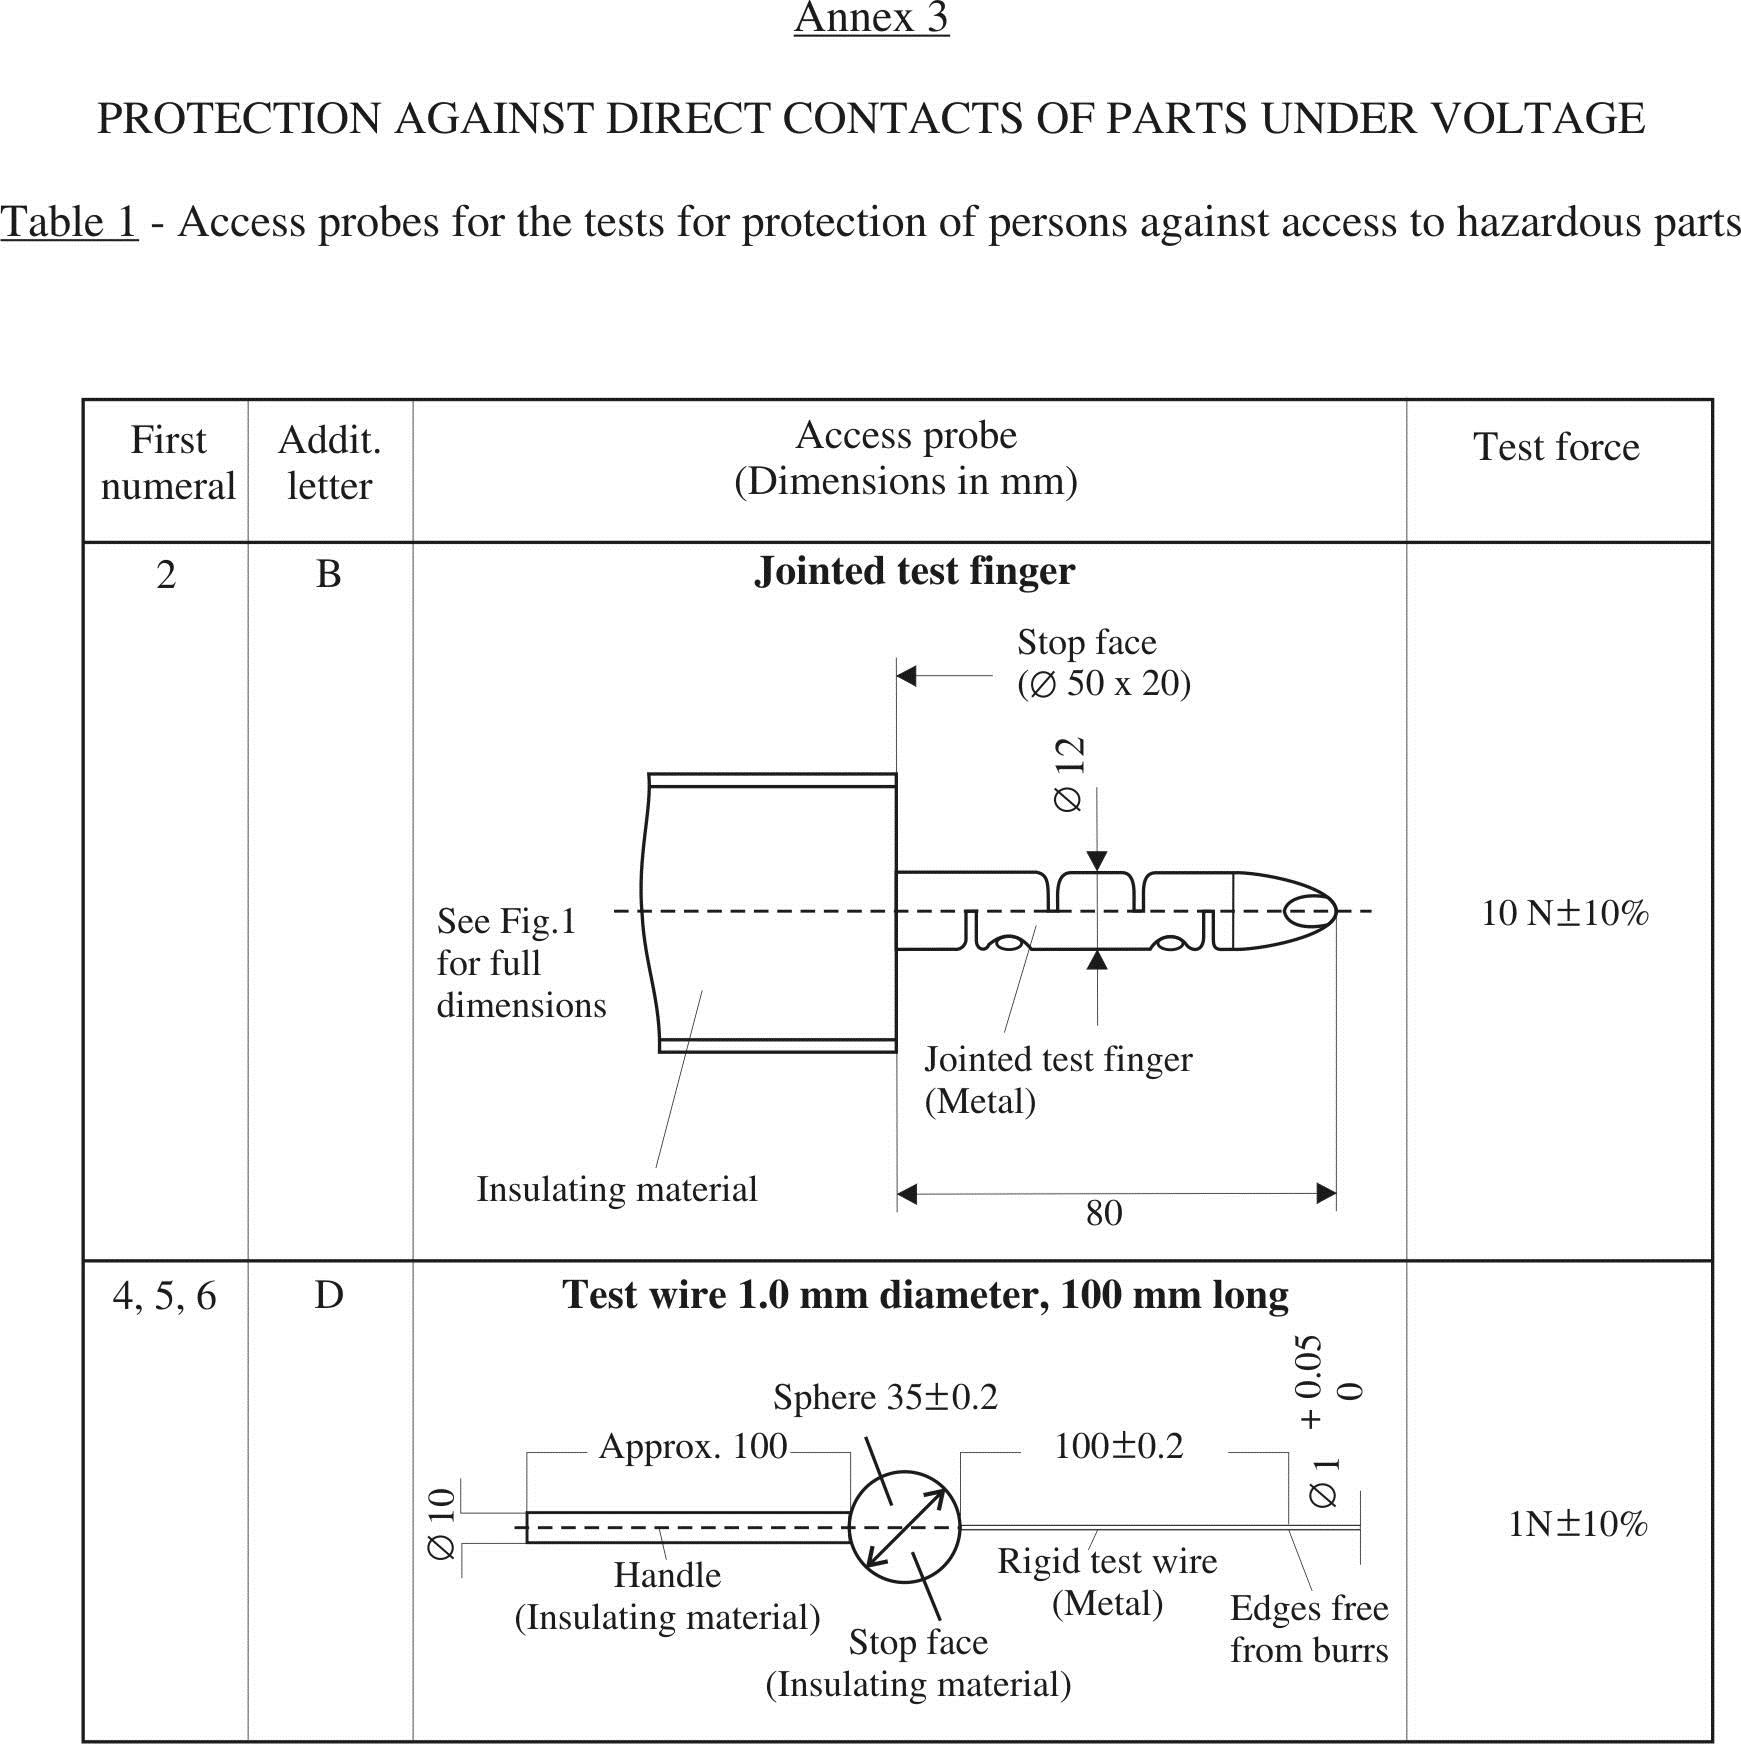 Annex 3
PROTECTION AGAINST DIRECT CONTACTS OF PARTS UNDER VOLTAGE
Table 1 - Access probes for the tests for protection of persons against access to hazardous parts
First
numeral
Addit.
letter
Access probe
(Dimensions in mm)
Test force
2
B
Jointed test finger
Stop face
(∅ 50 x 20)
∅ 12
See Fig.1
for full
dimensions
10 N±10%
Jointed test finger
(Metal)
Insulating material
80
4, 5, 6
D
Test wire 1.0 mm diameter, 100 mm long
Sphere 35±0.2
Approx. 100
100±0.2
∅ 1 + 0.05
0
∅ 10
1N±10%
Handle
(Insulating material)
Rigid test wire
(Metal)
Stop face
(Insulating material)
Edges free
from burrs